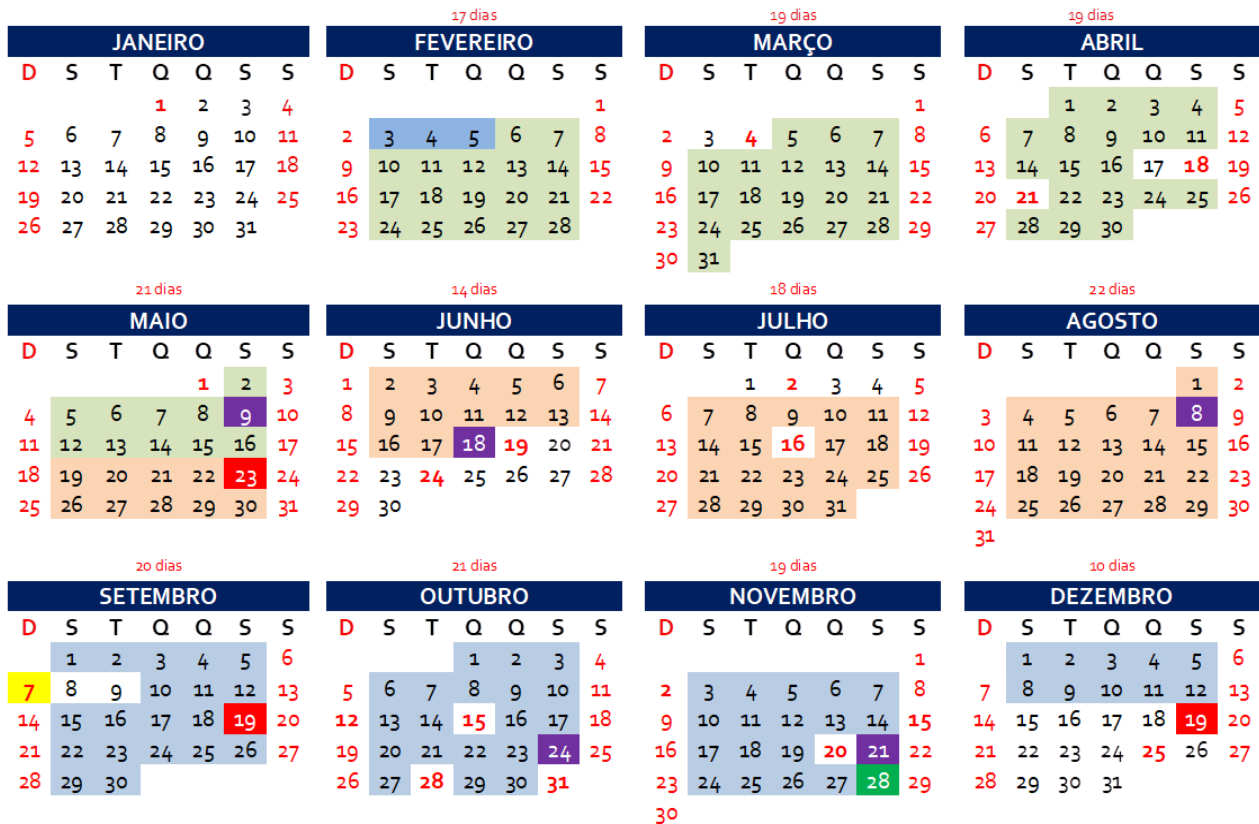 17 dias 19 dias 19 dias
JANEIRO FEVEREIRO MARÇO ABRIL
D S T Q Q S S D S T Q Q S S D S T Q Q S S D S T Q Q S S
1 2 3 4 1 1 1 2 3 4 5
5 6 7 8 9 10 11 2 3 4 5 6 7 8 2 3 4 5 6 7 8 6 7 8 9 10 11 12
12 13 14 15 16 17 18 9 10 11 12 13 14 15 9 10 11 12 13 14 15 13 14 15 16 17 18 19
19 20 21 22 23 24 25 16 17 18 19 20 21 22 16 17 18 19 20 21 22 20 21 22 23 24 25 26
26 27 28 29 30 31 23 24 25 26 27 28 23 24 25 26 27 28 29 27 28 29 30
30 31
21 dias 14 dias 18 dias 22 dias
MAIO JUNHO JULHO AGOSTO
D S T Q Q S S D S T Q Q S S D S T Q Q S S D S T Q Q S S
1 2 3 1 2 3 4 5 6 7 1 2 3 4 5 1 2
4 5 6 7 8 9 10 8 9 10 11 12 13 14 6 7 8 9 10 11 12 3 4 5 6 7 8 9
11 12 13 14 15 16 17 15 16 17 18 19 20 21 13 14 15 16 17 18 19 10 11 12 13 14 15 16
18 19 20 21 22 23 24 22 23 24 25 26 27 28 20 21 22 23 24 25 26 17 18 19 20 21 22 23
25 26 27 28 29 30 31 29 30 27 28 29 30 31 24 25 26 27 28 29 30
31
20 dias 21 dias 19 dias 10 dias
SETEMBRO OUTUBRO NOVEMBRO DEZEMBRO
D S T Q Q S S D S T Q Q S S D S T Q Q S S D S T Q Q S S
1 2 3 4 5 6 1 2 3 4 1 1 2 3 4 5 6
7 8 9 10 11 12 13 5 6 7 8 9 10 11 2 3 4 5 6 7 8 7 8 9 10 11 12 13
14 15 16 17 18 19 20 12 13 14 15 16 17 18 9 10 11 12 13 14 15 14 15 16 17 18 19 20
21 22 23 24 25 26 27 19 20 21 22 23 24 25 16 17 18 19 20 21 22 21 22 23 24 25 26 27
28 29 30 26 27 28 29 30 31 23 24 25 26 27 28 29 28 29 30 31
30